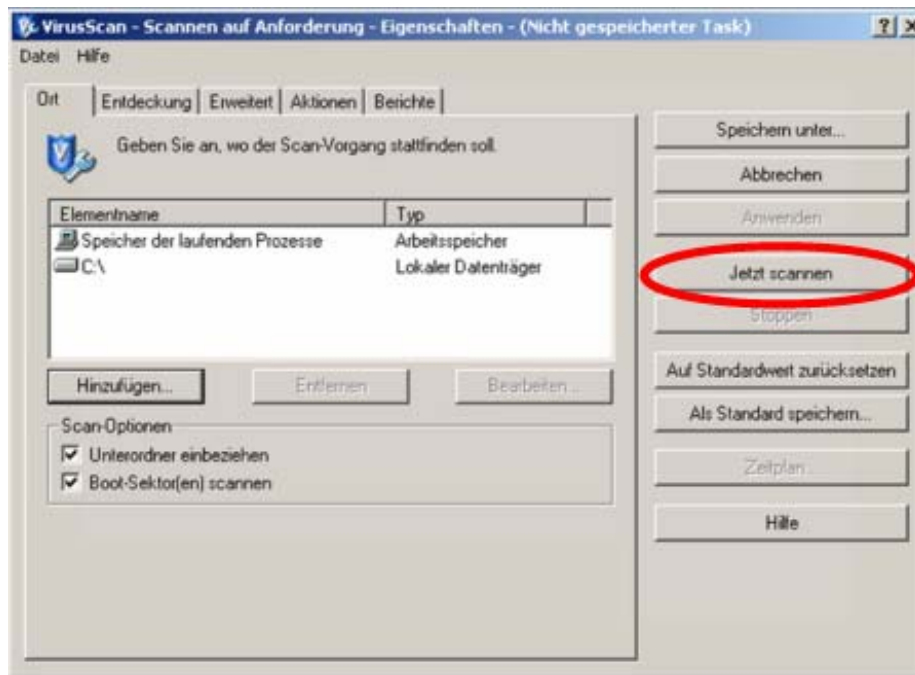 VirusScan - Scannen auf Anforderung - Eigenschaften - (Nicht gespeicherter Task)
Datei Hilfe
Ort Entdeckung Erweitert Aktionen Berichte
Geben Sie an, wo der Scan-Vorgang stattfinden soll.
Elementname Typ
Speicher der laufenden Prozesse Arbeitsspeicher
C:\ Lokaler Datenträger
Hinzufügen... Entfernen Bearbeiten...
Scan-Optionen
Unterordner einbeziehen
Boot-Sektor(en) scannen
Speichern unter...
Abbrechen
Anwenden
Jetzt scannen
Stoppen
Auf Standardwert zurücksetzen
Als Standard speichern...
Zeitplan...
Hilfe